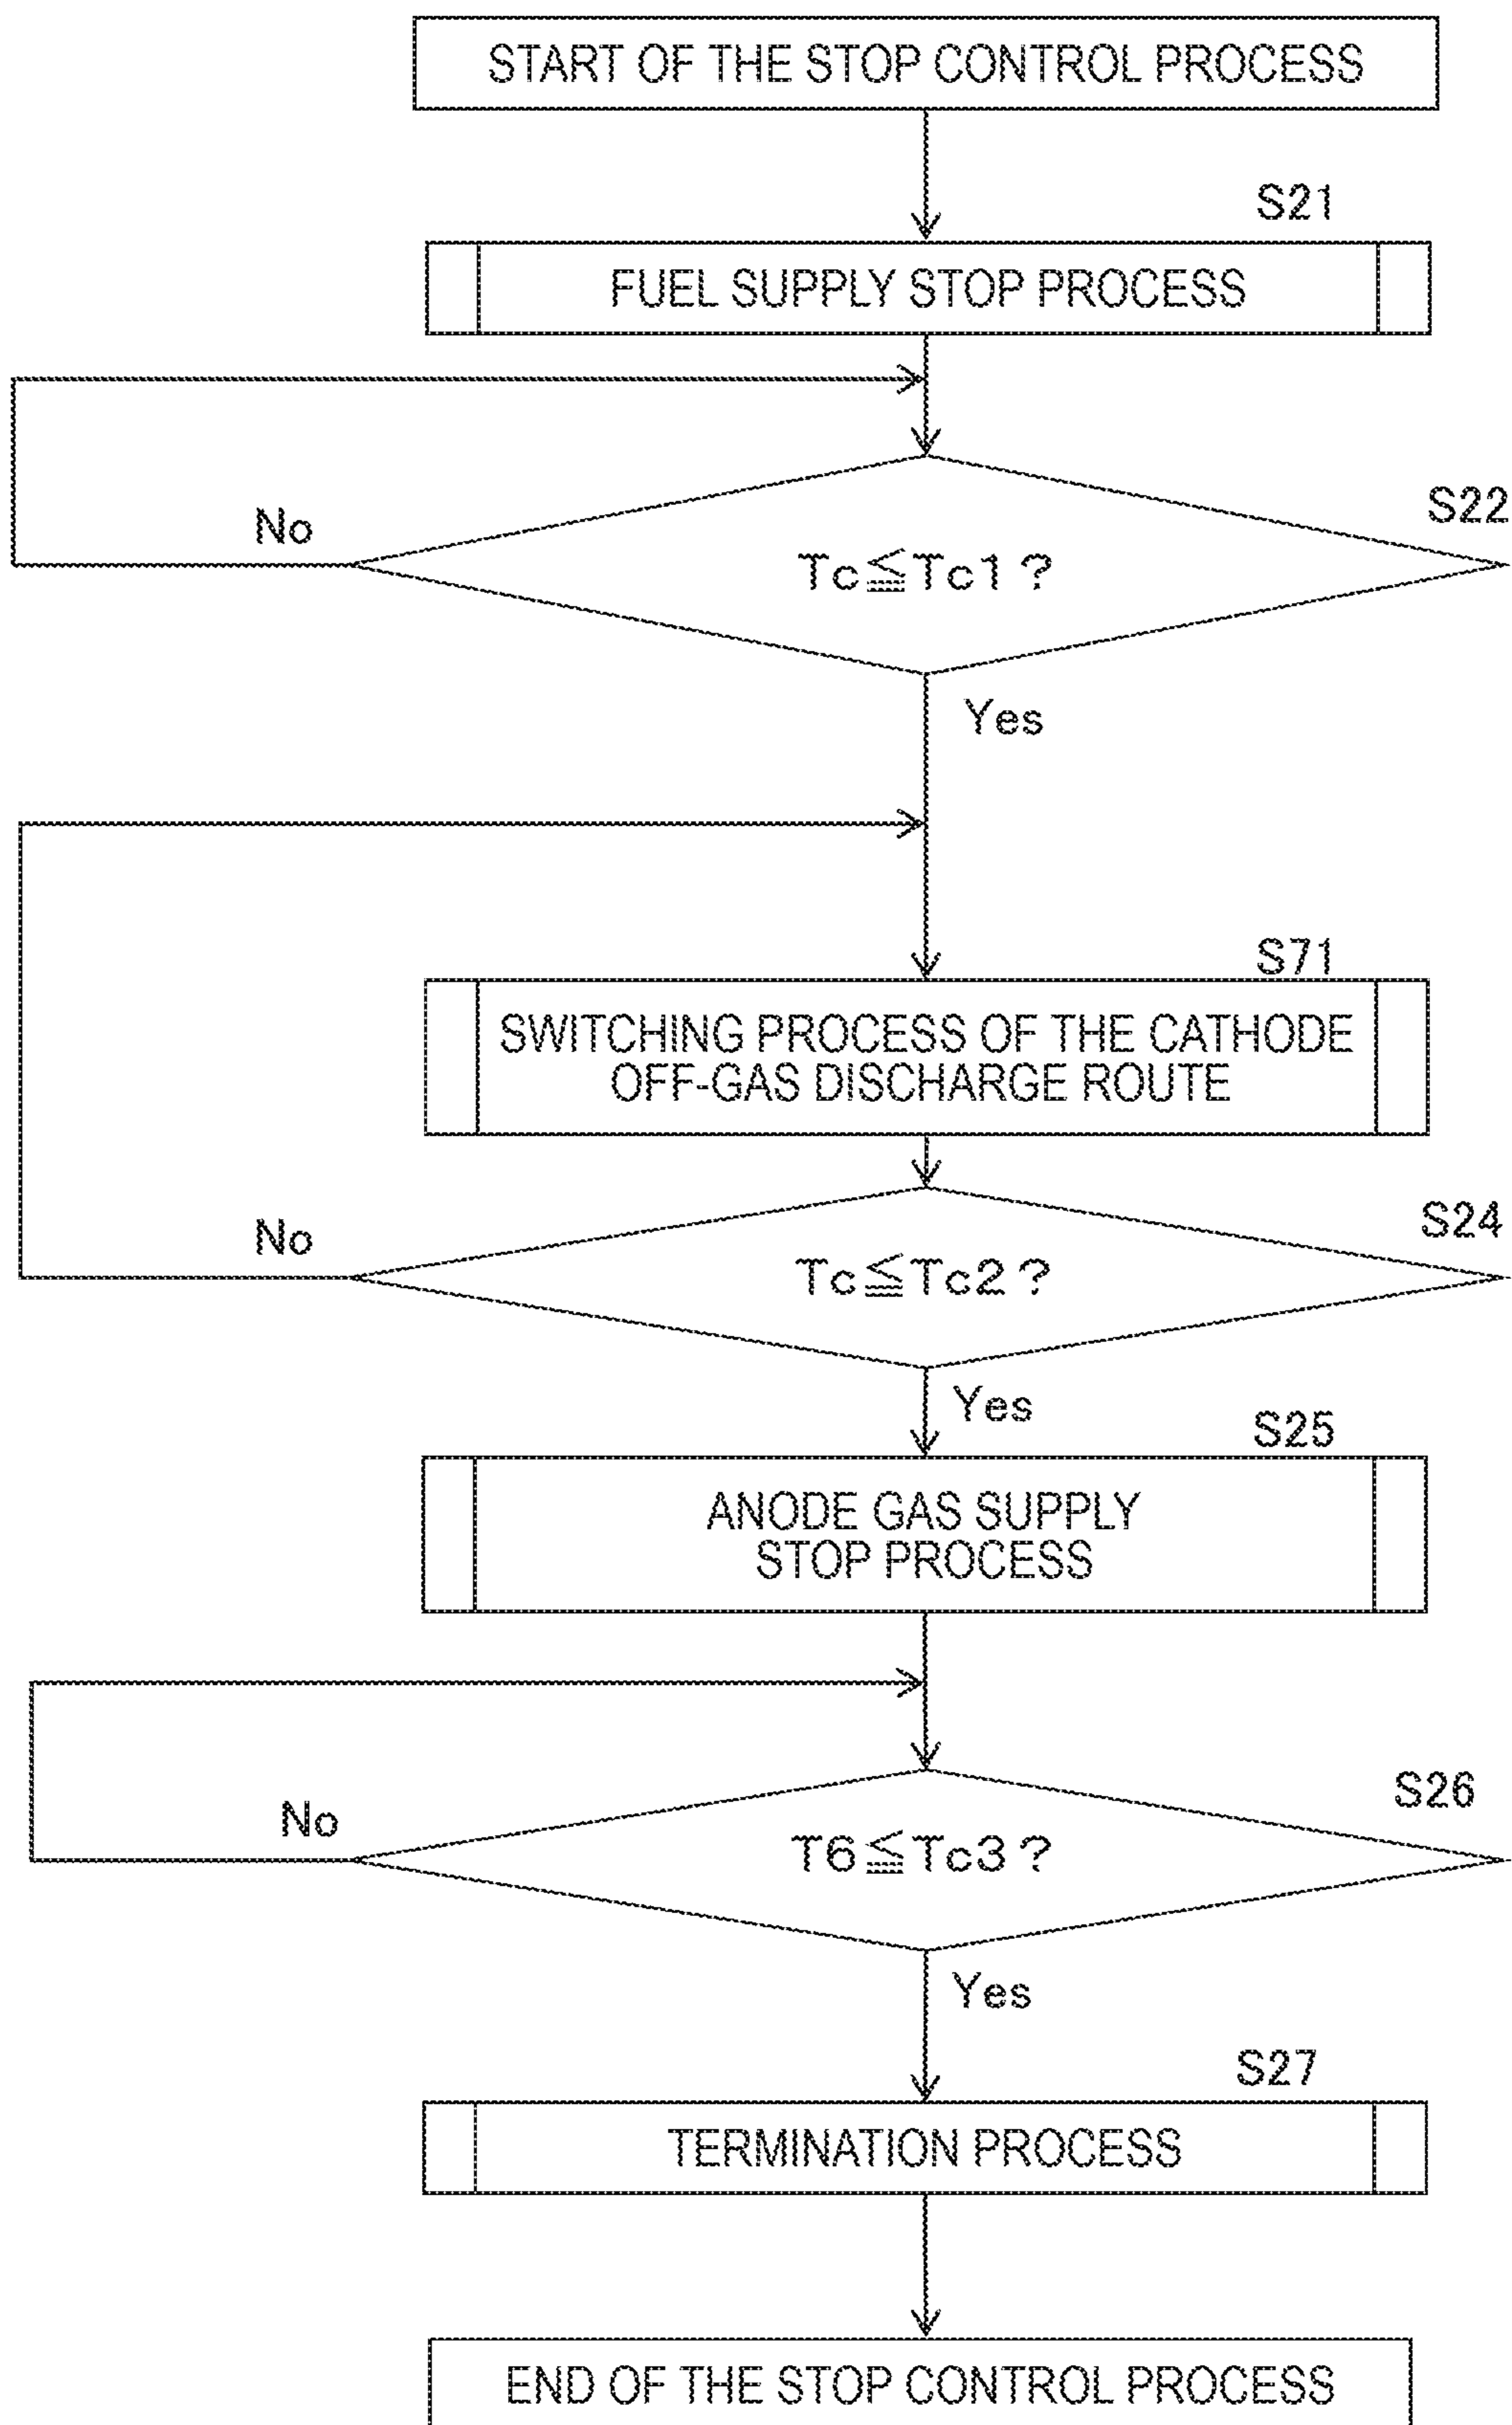 START OF THE STOP CONTROL PROCESS
S21
FUEL SUPPLY STOP PROCESS
S22
No
Tc≦Tc1?
Yes
S71
SWITCHING PROCESS OF THE CATHODE
OFF-GAS DISCHARGE ROUTE
S24
No
Tc≦Tc2?
Yes
S25
ANODE GAS SUPPLY
STOP PROCESS
S26
No
T6≦Tc3?
Yes
S27
TERMINATION PROCESS
END OF THE STOP CONTROL PROCESS